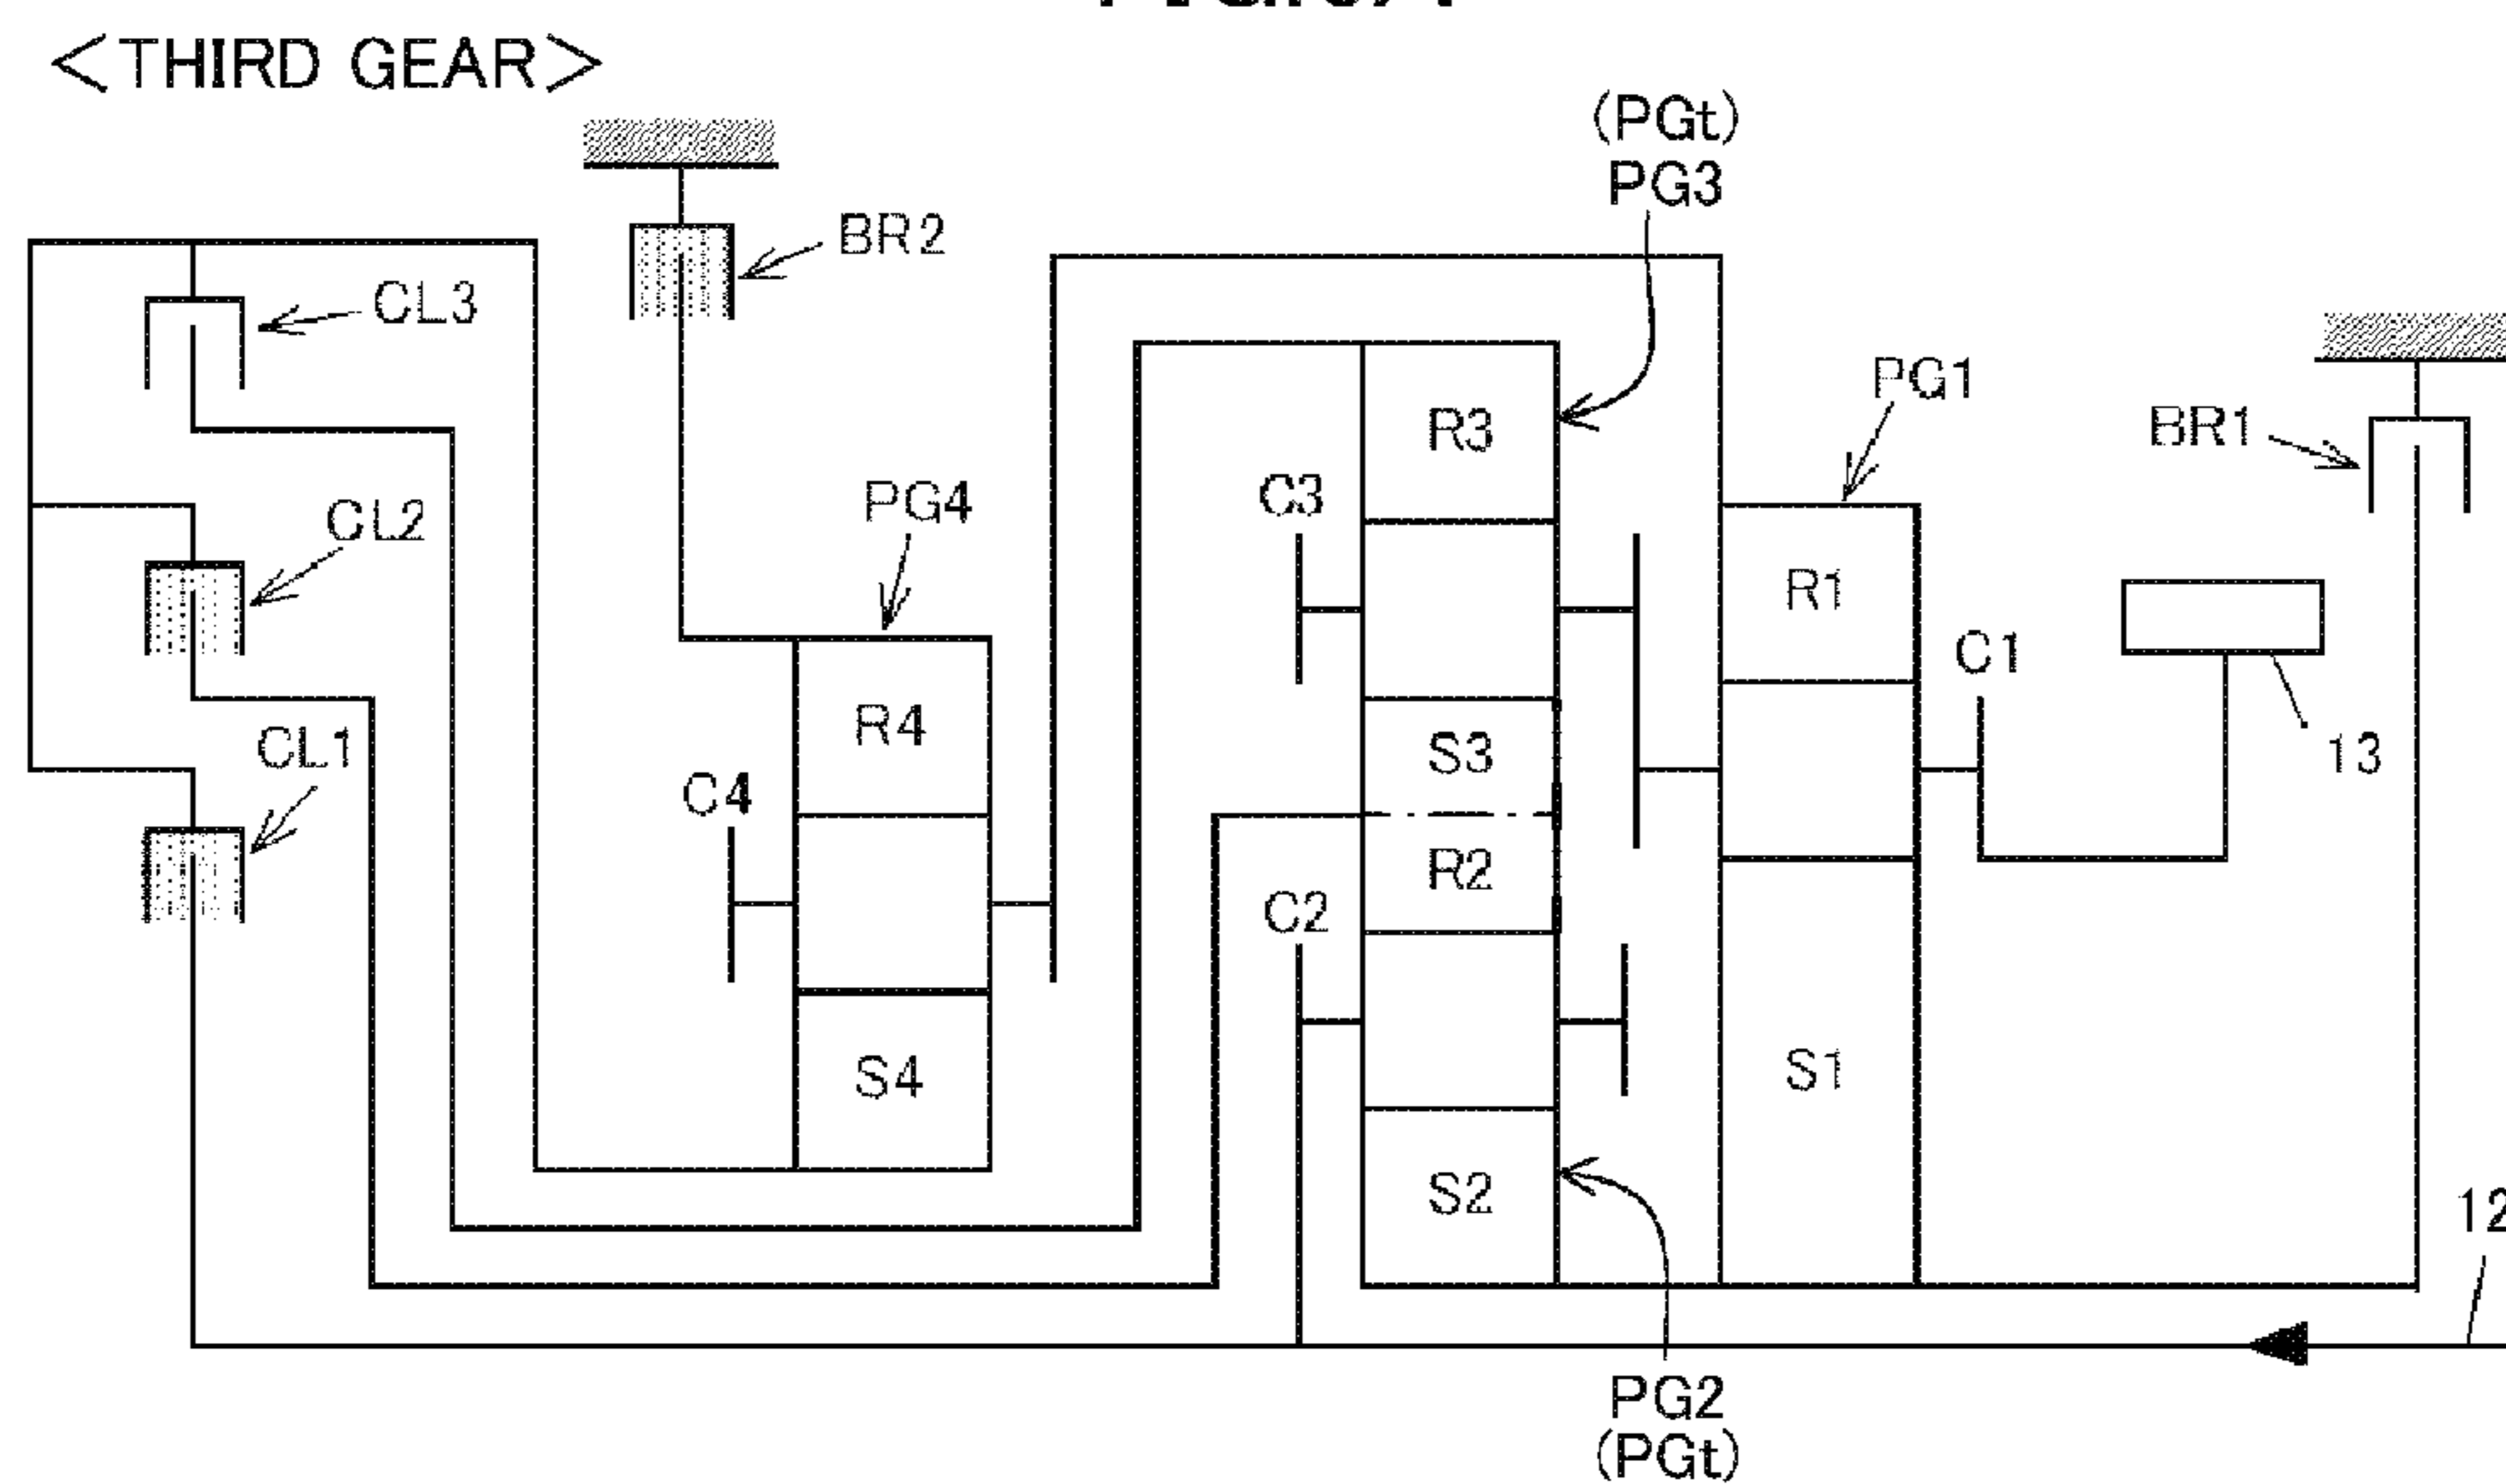 <THIRD GEAR>
(PGt)
PG3
BR2
CL3
PG1
R3
BR1
C3
PG4
CL2
R1
C1
R4
S3
CL1
13
C4
R2
C2
S4
S1
S2
12
PG2
(PGt)